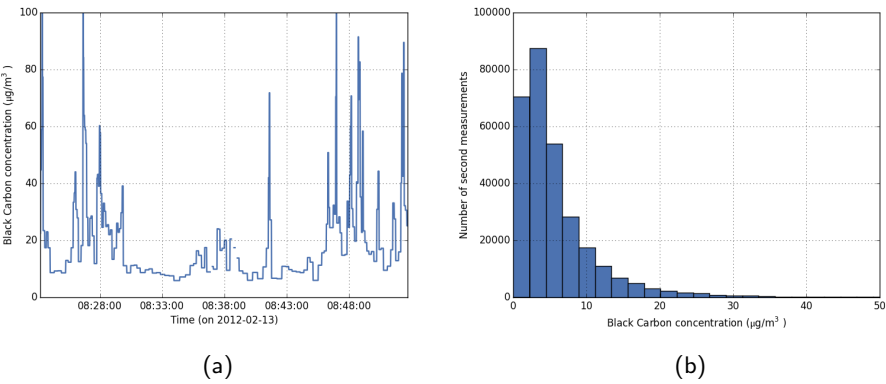 Black Carbon concentration (μg/m³ )
100
80
60
40
20
0
08:28:00 08:33:00 08:38:00 08:43:00 08:48:00
Time (on 2012-02-13)
(a)
Number of second measurements
100000
80000
60000
40000
20000
0
0 10 20 30 40 50
Black Carbon concentration (μg/m³ )
(b)